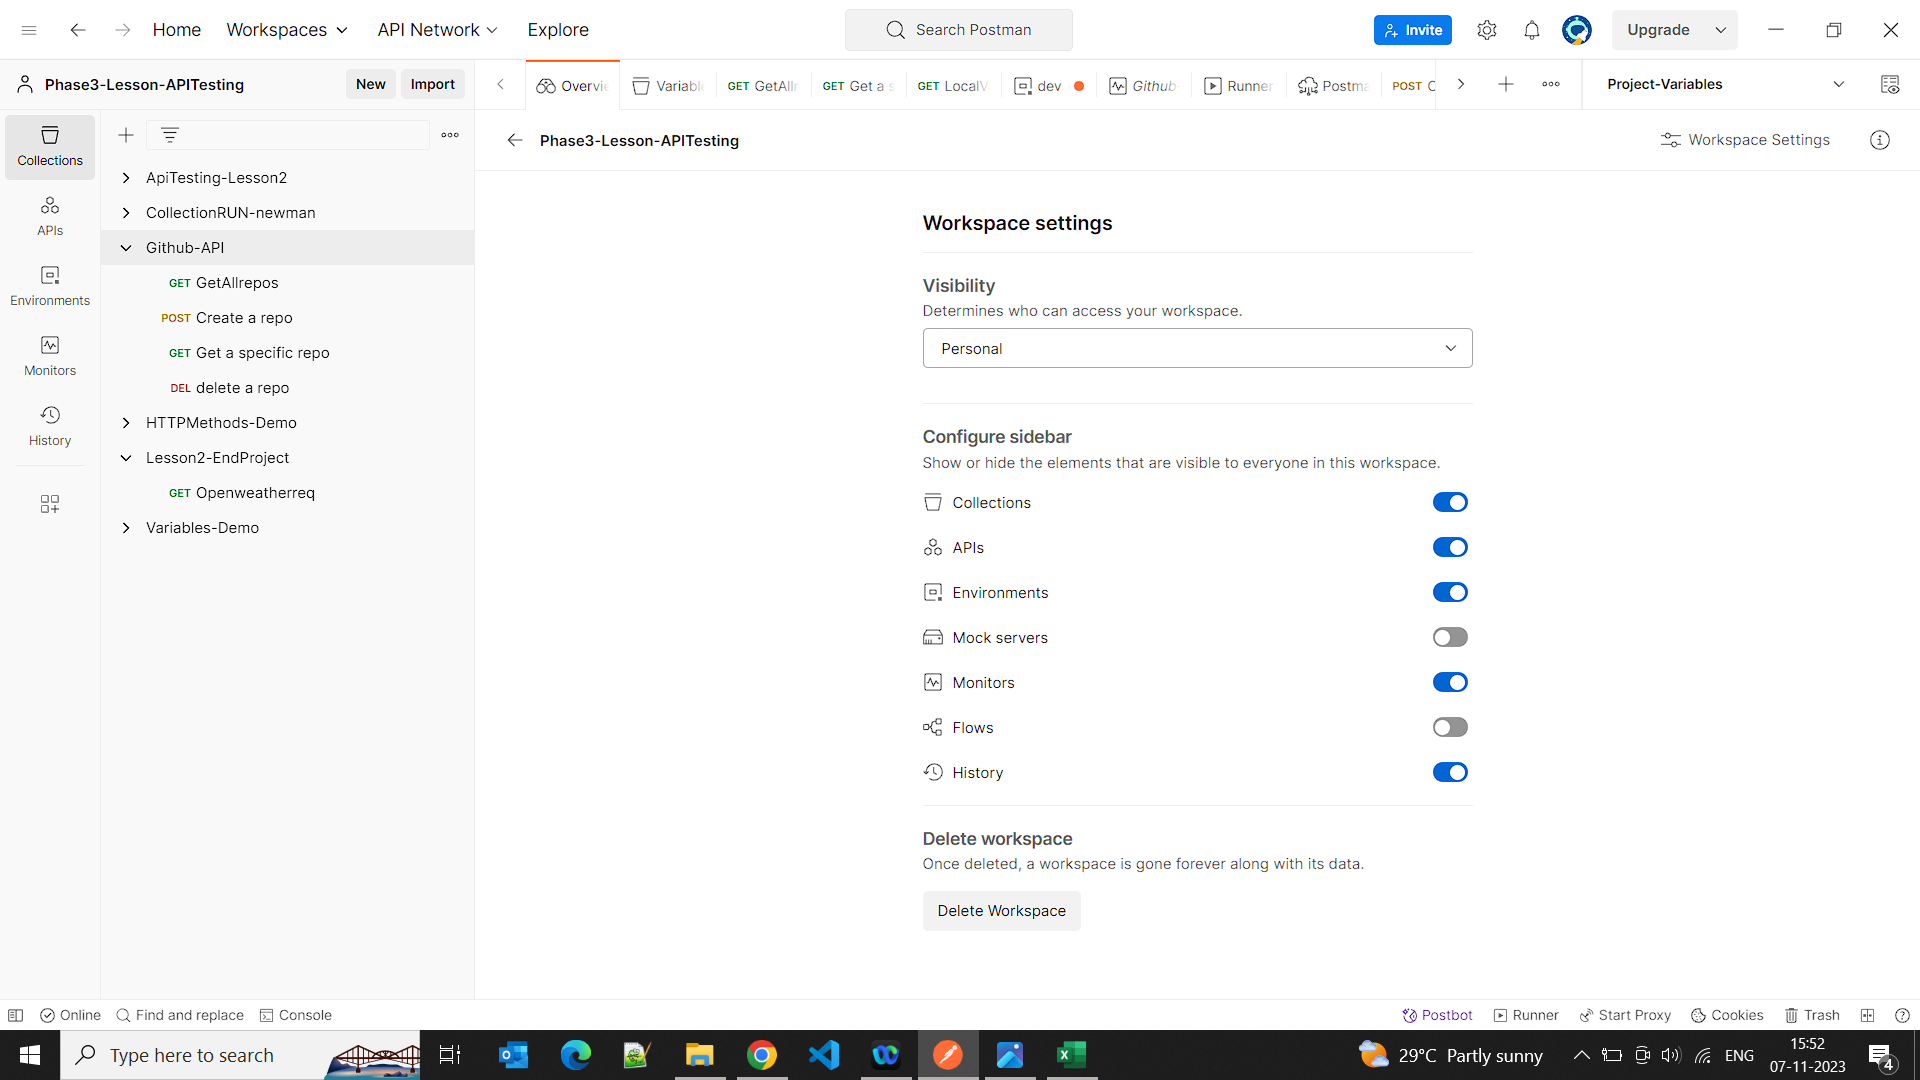 Home Workspaces API Network Explore Search Postman Invite Upgrade
Phase3-Lesson-APITesting New Import Overvie Variabl GET GetAllr GET Get a s GET LocalV dev Github Runner Postma POST C Project-Variables
Phase3-Lesson-APITesting Workspace Settings
Collections
APIs
Environments
Monitors
History
ApiTesting-Lesson2
CollectionRUN-newman
Github-API
GET GetAllrepos
POST Create a repo
GET Get a specific repo
DEL delete a repo
HTTPMethods-Demo
Lesson2-EndProject
GET Openweatherreq
Variables-Demo
Workspace settings
Visibility
Determines who can access your workspace.
Personal
Configure sidebar
Show or hide the elements that are visible to everyone in this workspace.
Collections
APIs
Environments
Mock servers
Monitors
Flows
History
Delete workspace
Once deleted, a workspace is gone forever along with its data.
Delete Workspace
Online Find and replace Console Postbot Runner Start Proxy Cookies Trash
Type here to search 29°C Partly sunny ENG 15:52
07-11-2023 4